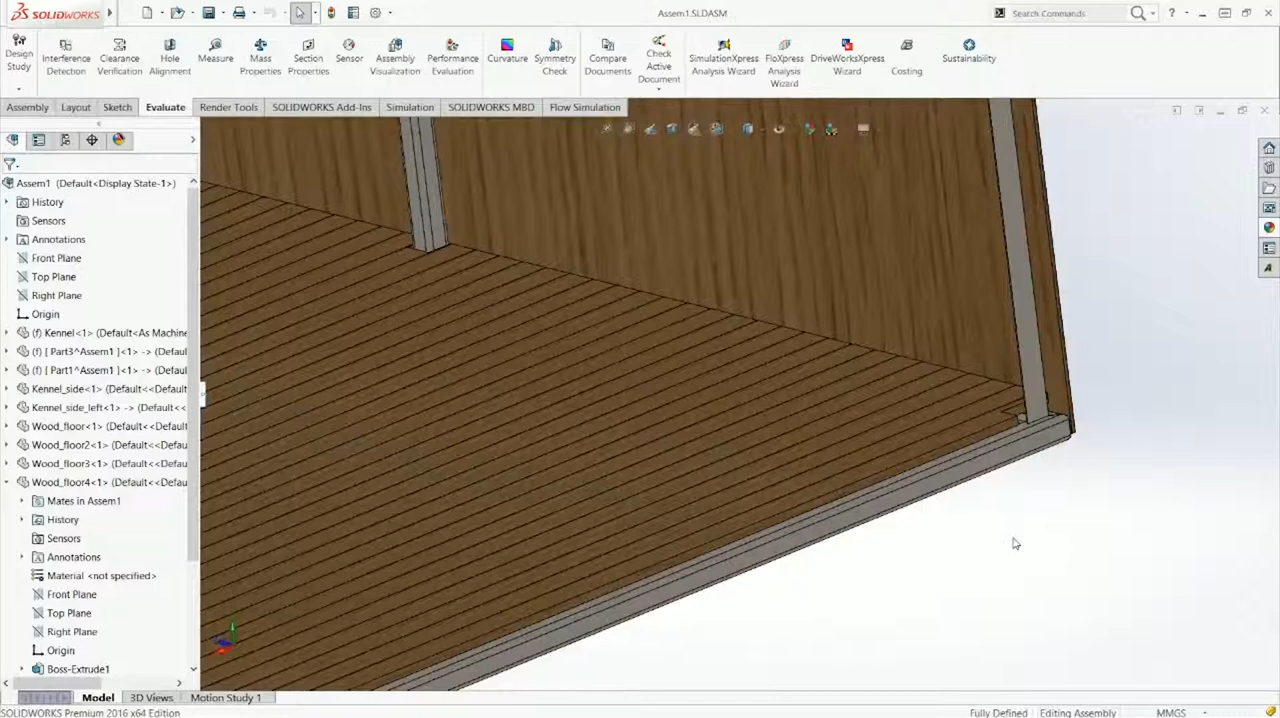 SOLIDWORKS
Assem1.SLDASM
Search Commands
Design Study
Interference Detection
Clearance Verification
Hole Alignment
Measure
Mass Properties
Section Properties
Sensor
Assembly Visualization
Performance Evaluation
Curvature
Symmetry Check
Compare Documents
Check Active Document
SimulationXpress Analysis Wizard
FloXpress Analysis Wizard
DriveWorksXpress Wizard
Costing
Sustainability
Assembly
Layout
Sketch
Evaluate
Render Tools
SOLIDWORKS Add-Ins
Simulation
SOLIDWORKS MBD
Flow Simulation
Assem1 (Default<Display State-1>)
History
Sensors
Annotations
Front Plane
Top Plane
Right Plane
Origin
(f) Kennel<1> (Default<As Machine
(f) [ Part3^Assem1 ]<1> -> (Defaul
(f) [ Part1^Assem1 ]<1> -> (Defaul
Kennel_side<1> (Default<<Default
Kennel_side_left<1> -> (Default<<
Wood_floor<1> (Default<<Default
Wood_floor2<1> (Default<<Defau
Wood_floor3<1> (Default<<Defau
Wood_floor4<1> (Default<<Defau
Mates in Assem1
History
Sensors
Annotations
Material <not specified>
Front Plane
Top Plane
Right Plane
Origin
Boss-Extrude1
Model
3D Views
Motion Study 1
SOLIDWORKS Premium 2016 x64 Edition
Fully Defined
Editing Assembly
MMGS